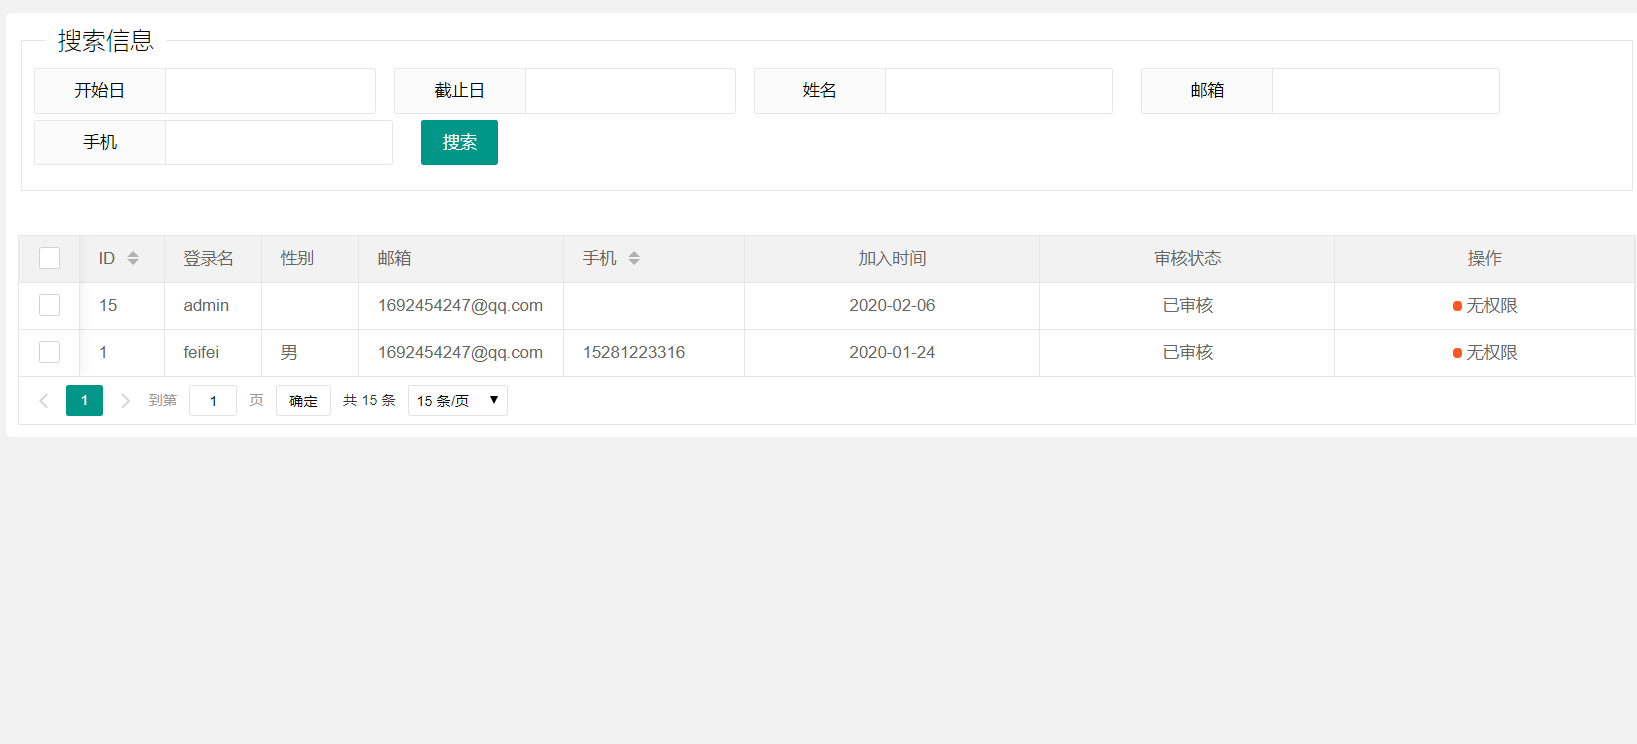 搜索信息
开始日 截止日 姓名 邮箱
手机 搜索
ID 登录名 性别 邮箱 手机 加入时间 审核状态 操作
15 admin 1692454247@qq.com 2020-02-06 已审核 无权限
1 feifei 男 1692454247@qq.com 15281223316 2020-01-24 已审核 无权限
1 到第 1 页 确定 共 15 条 15 条/页